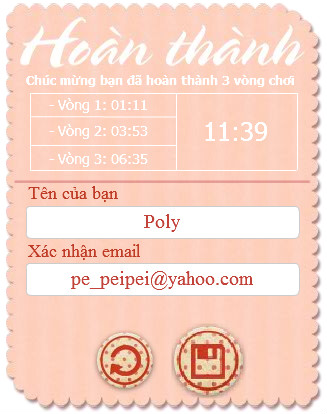 Hoàn thành
Chúc mừng bạn đã hoàn thành 3 vòng chơi
- Vòng 1: 01:11
- Vòng 2: 03:53
- Vòng 3: 06:35
11:39
Tên của bạn
Poly
Xác nhận email
pe_peipei@yahoo.com